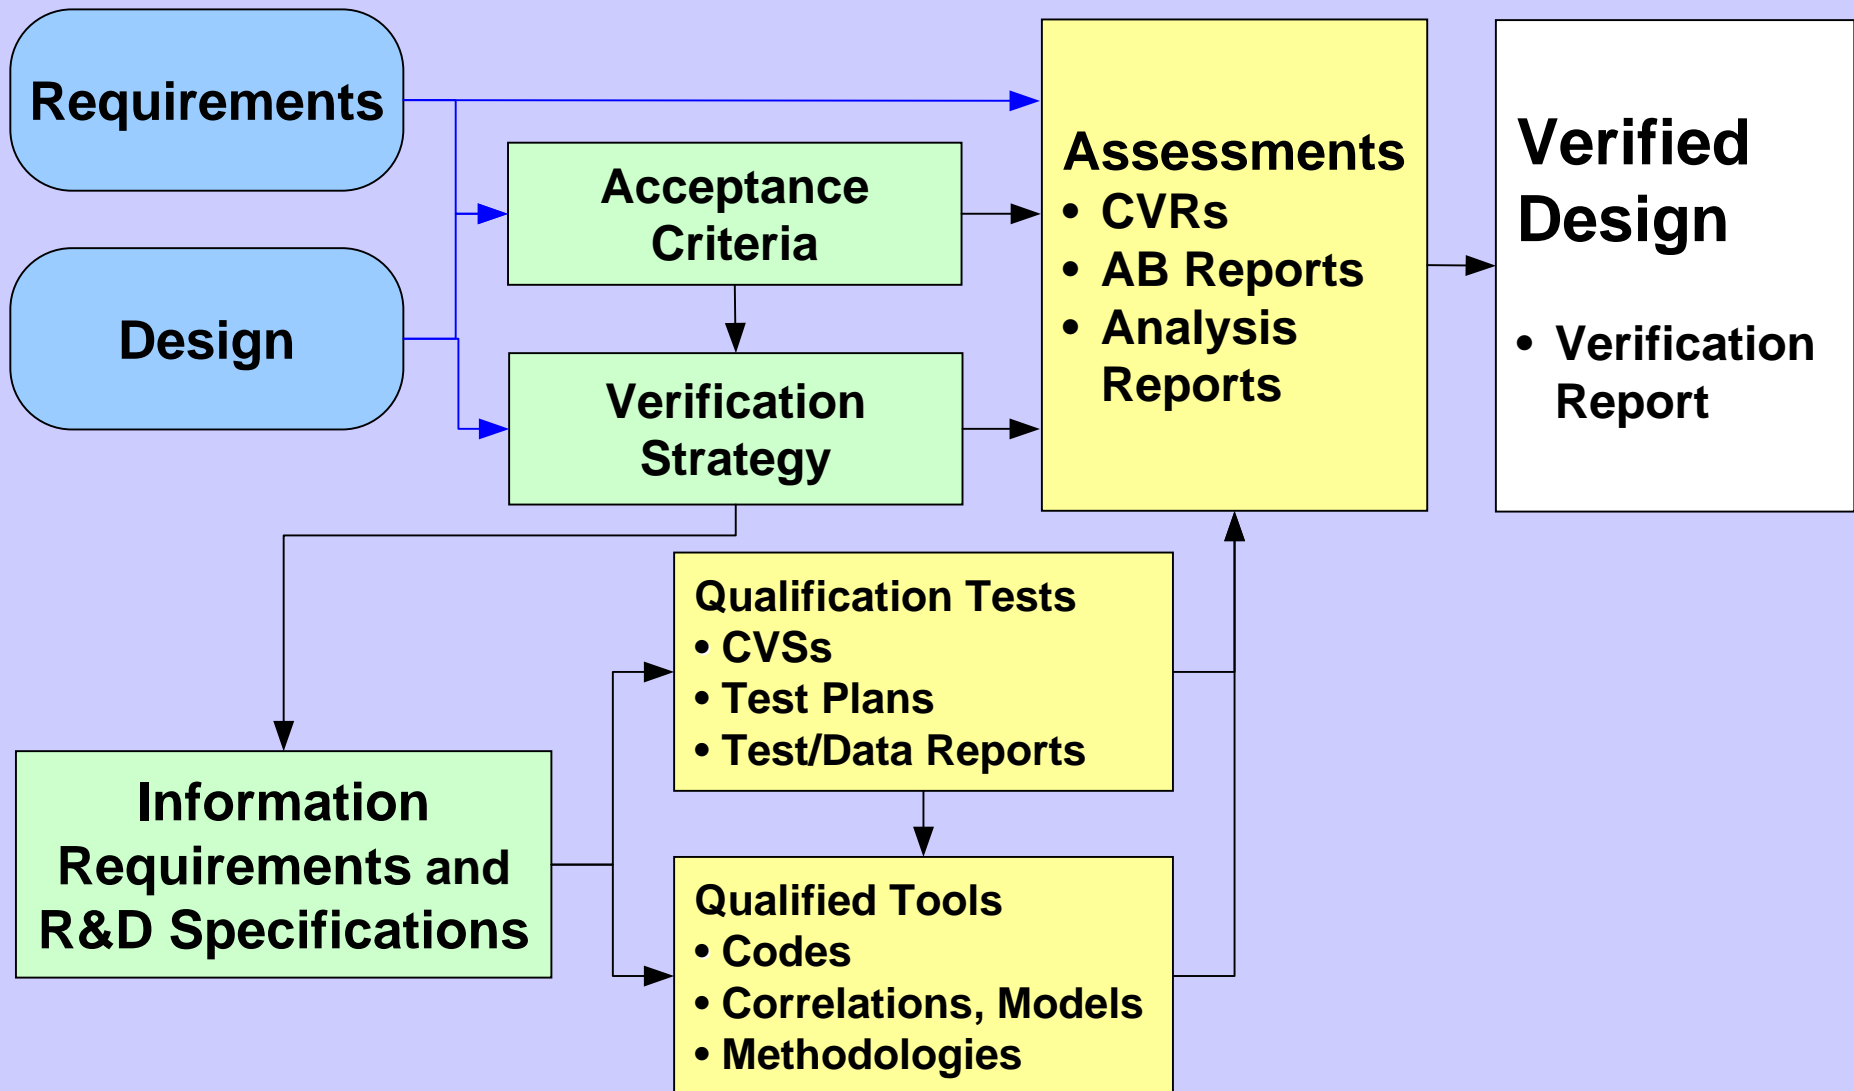 Requirements
Design
Acceptance
Criteria
Verification
Strategy
Assessments
• CVRs
• AB Reports
• Analysis
Reports
Verified
Design
• Verification
Report
Information
Requirements and
R&D Specifications
Qualification Tests
• CVSs
• Test Plans
• Test/Data Reports
Qualified Tools
• Codes
• Correlations, Models
• Methodologies